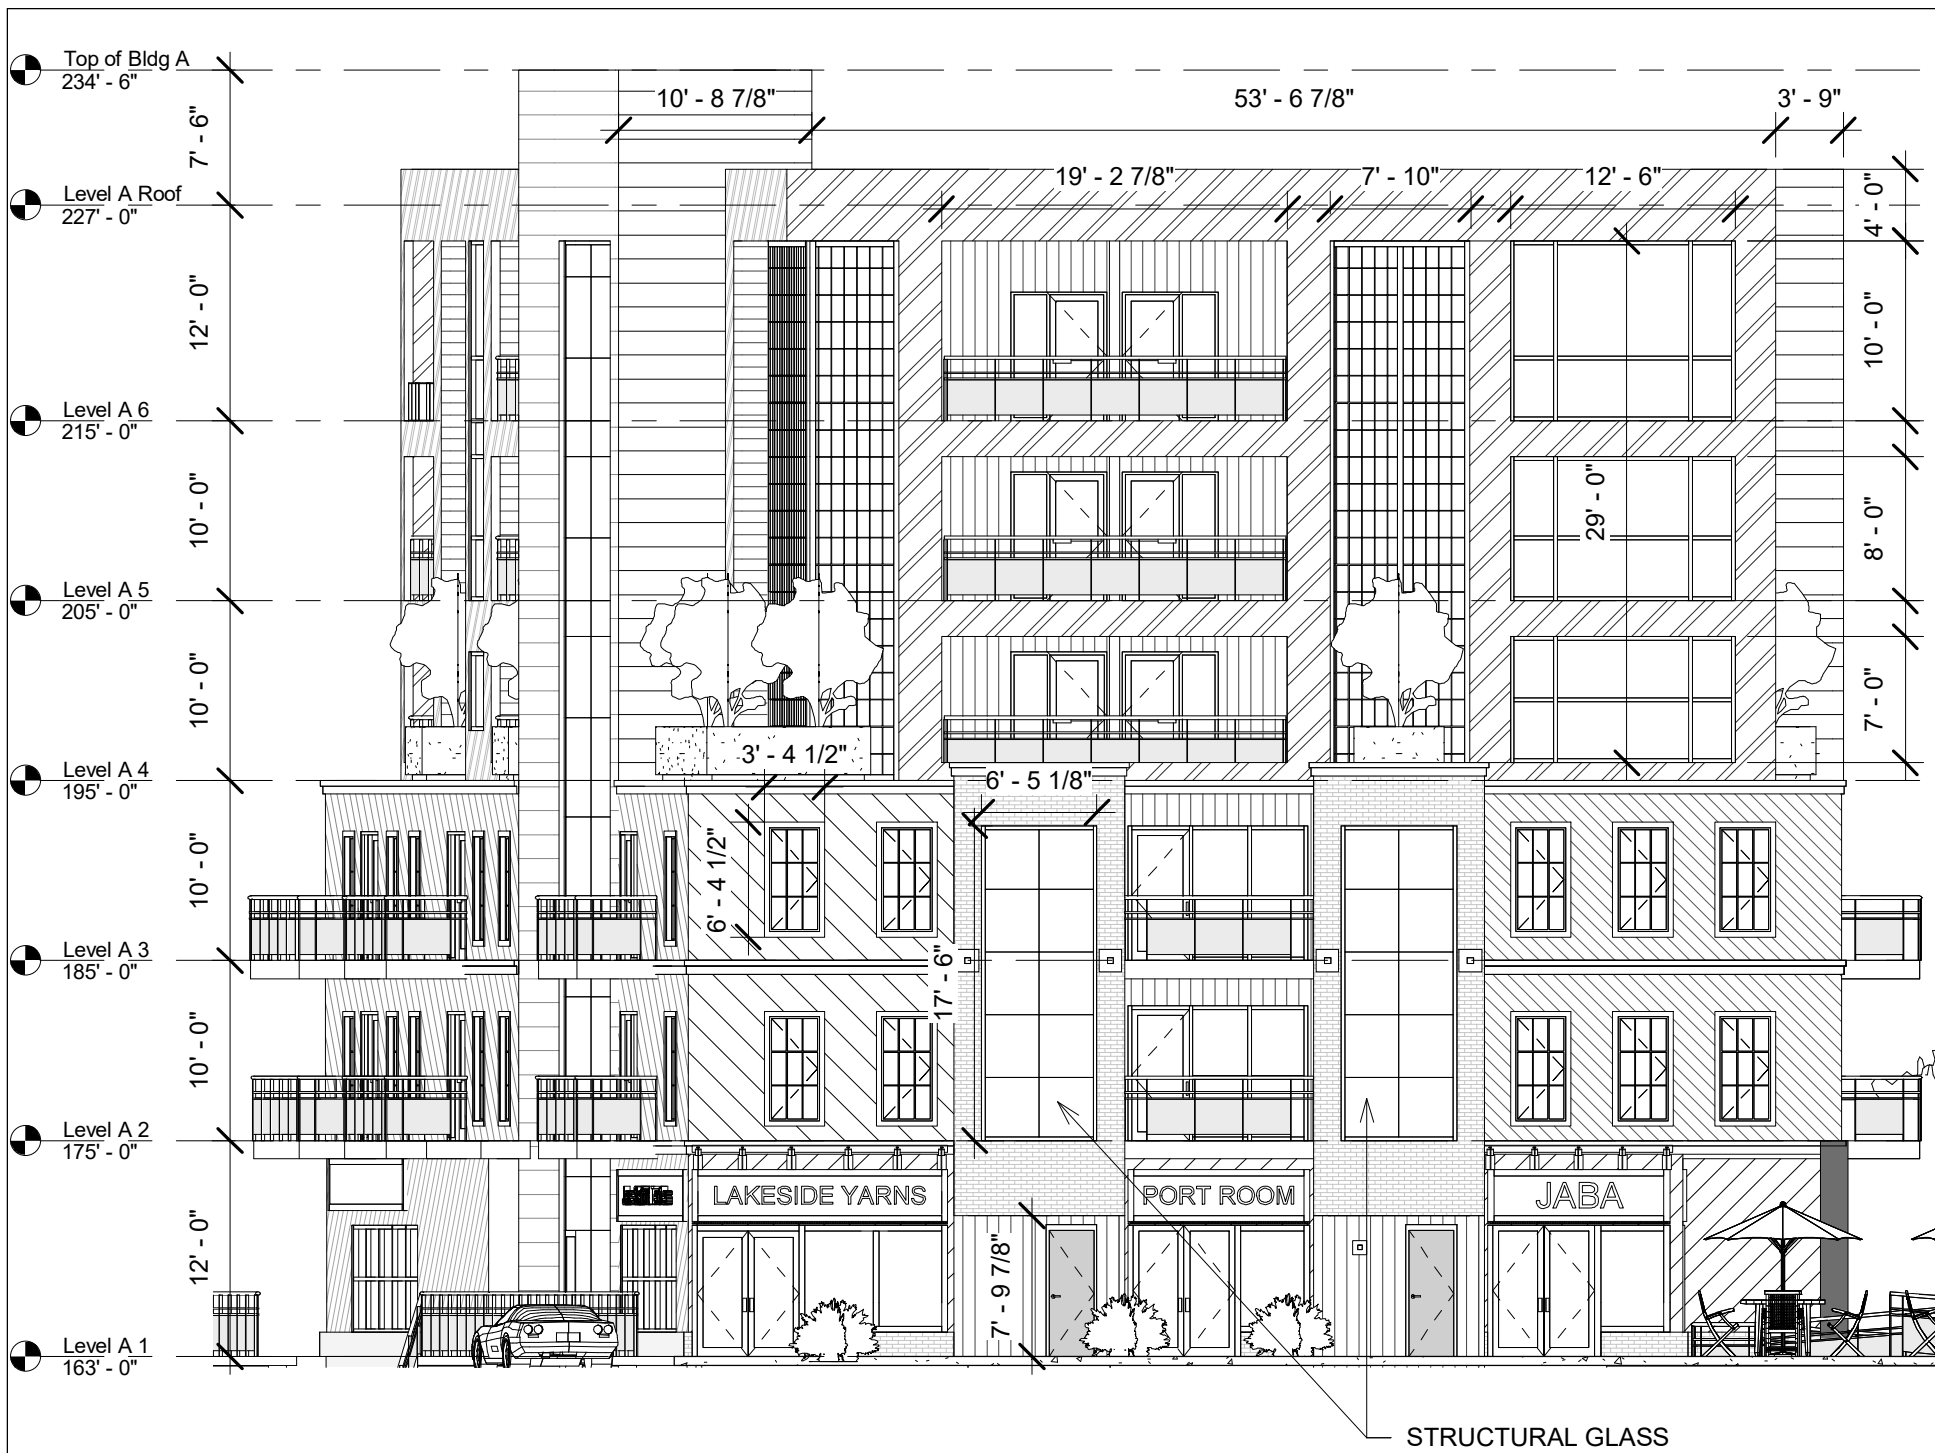 Top of Bldg A
234' - 6"
10' - 8 7/8"
53' - 6 7/8"
3' - 9"
7' - 6"
Level A Roof
227' - 0"
19' - 2 7/8"
7' - 10"
12' - 6"
4' - 0"
12' - 0"
10' - 0"
Level A 6
215' - 0"
10' - 0"
29' - 0"
8' - 0"
Level A 5
205' - 0"
10' - 0"
7' - 0"
3' - 4 1/2"
6' - 5 1/8"
Level A 4
195' - 0"
10' - 0"
6' - 4 1/2"
Level A 3
185' - 0"
17' - 6"
10' - 0"
Level A 2
175' - 0"
LAKESIDE YARNS
PORT ROOM
JABA
12' - 0"
7' - 9 7/8"
Level A 1
163' - 0"
STRUCTURAL GLASS